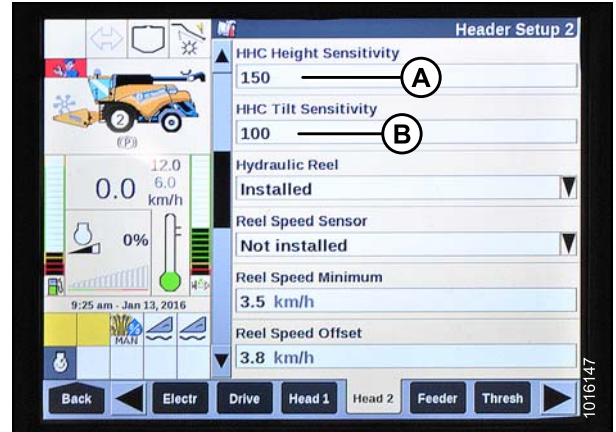 Header Setup 2
HHC Height Sensitivity
150
A
HHC Tilt Sensitivity
100
B
2
(P)
Hydraulic Reel
Installed
12.0
0.0
6.0
km/h
Reel Speed Sensor
Not installed
0%
Reel Speed Minimum
3.5 km/h
9:25 am - Jan 13, 2016
Reel Speed Offset
3.8 km/h
MAN
Back
Electr
Drive
Head 1
Head 2
Feeder
Thresh
1016147